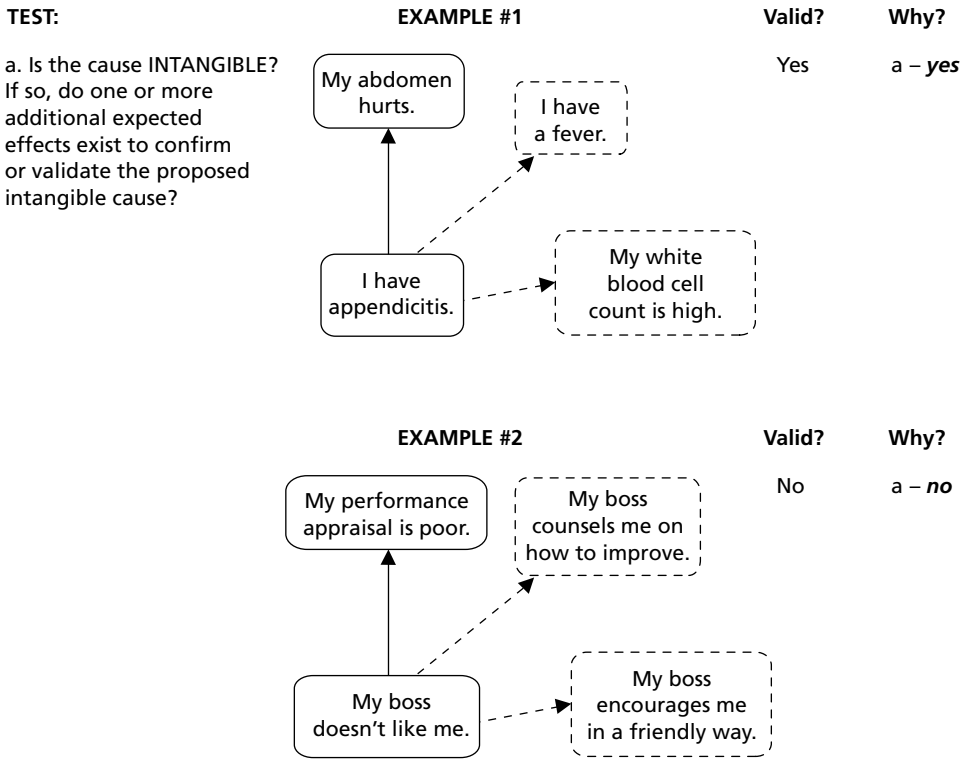 TEST:
EXAMPLE #1
Valid?
Why?
a. Is the cause INTANGIBLE?
If so, do one or more
additional expected
effects exist to confirm
or validate the proposed
intangible cause?
My abdomen
hurts.
I have
a fever.
Yes
a – yes
I have
appendicitis.
My white
blood cell
count is high.
EXAMPLE #2
Valid?
Why?
My performance
appraisal is poor.
My boss
counsels me on
how to improve.
No
a – no
My boss
doesn’t like me.
My boss
encourages me
in a friendly way.